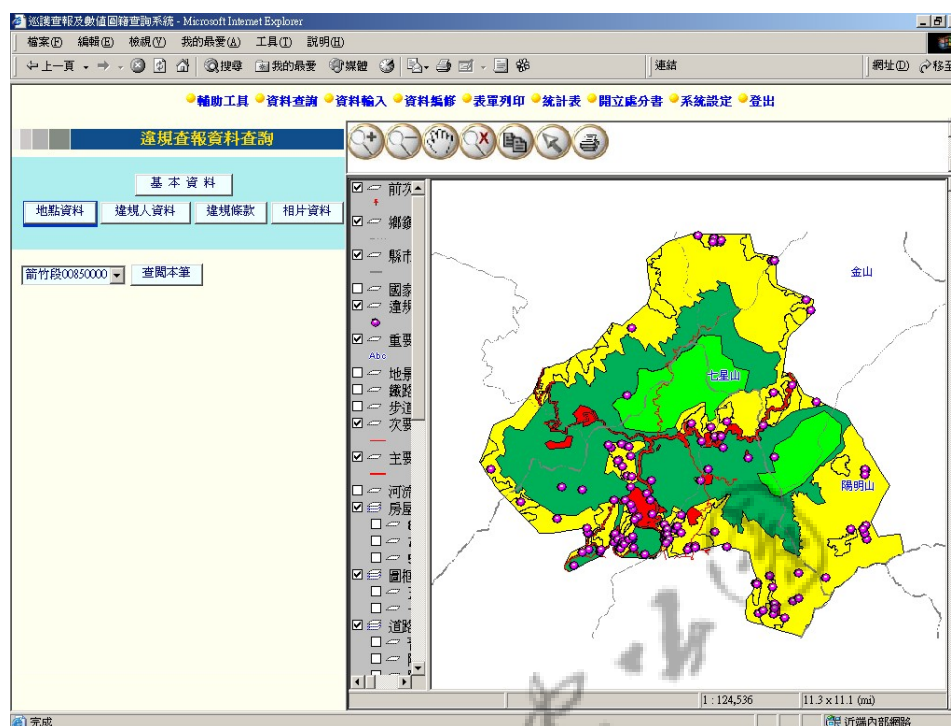 巡護查報及數值圖籍查詢系統 - Microsoft Internet Explorer
檔案(F) 編輯(E) 檢視(V) 我的最愛(A) 工具(T) 說明(H)
上一頁 搜尋 我的最愛 媒體 連結 網址(D) 移至
輔助工具 資料查詢 資料輸入 資料編修 表單列印 統計表 開立處分書 系統設定 登出
違規查報資料查詢
基本資料
地點資料 違規人資料 違規條款 相片資料
箭竹段00850000 查閱本筆
前次
鄉鎮
縣市
國家
違規
重要
Abc
地景
鐵路
步道
次要
主要
河流
房屋
圖框
道路
金山
七星山
陽明山
1 : 124,536 11.3 x 11.1 (mi)
完成 近端內部網路